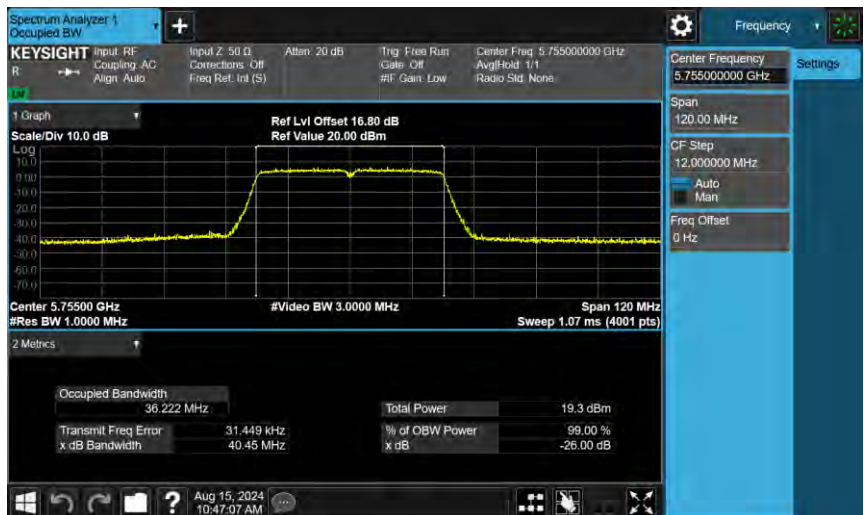 Spectrum Analyzer 1
Occupied BW
Frequency
KEYSIGHT
R
Input: RF
Coupling: AC
Align: Auto
Input Z: 50 Ω
Corrections: Off
Freq Ref: Int (S)
Atten: 20 dB
Trig: Free Run
Gate: Off
#IF Gain: Low
Center Freq: 5.755000000 GHz
Avg|Hold: 1/1
Radio Std: None
Center Frequency
5.755000000 GHz
Settings
Span
120.00 MHz
CF Step
12.000000 MHz
Auto
Man
Freq Offset
0 Hz
1 Graph
Scale/Div 10.0 dB
Ref Lvl Offset 16.80 dB
Ref Value 20.00 dBm
Log
10.0
0.00
-10.0
-20.0
-30.0
-40.0
-50.0
-60.0
-70.0
Center 5.75500 GHz
#Res BW 1.0000 MHz
#Video BW 3.0000 MHz
Span 120 MHz
Sweep 1.07 ms (4001 pts)
2 Metrics
Occupied Bandwidth
36.222 MHz
Total Power 19.3 dBm
Transmit Freq Error 31.449 kHz
% of OBW Power 99.00 %
x dB Bandwidth 40.45 MHz
x dB -26.00 dB
Aug 15, 2024
10:47:07 AM